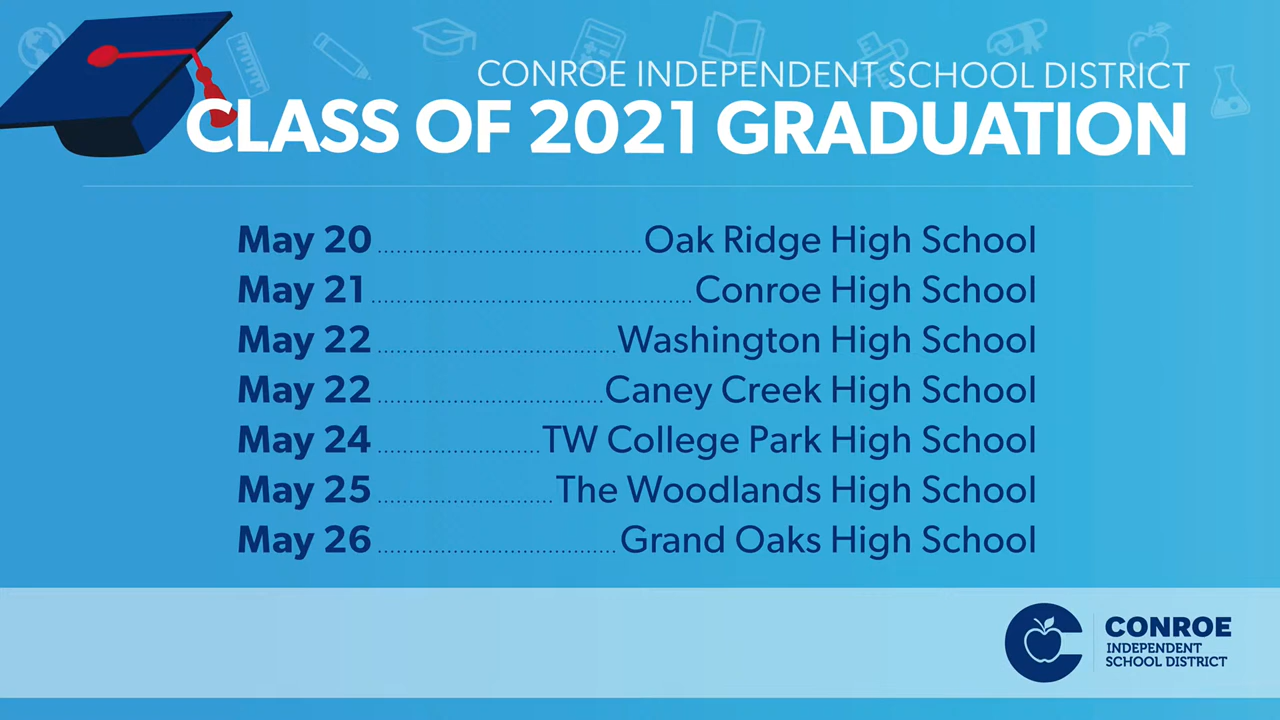 CONROE INDEPENDENT SCHOOL DISTRICT
CLASS OF 2021 GRADUATION
May 20 Oak Ridge High School
May 21 Conroe High School
May 22 Washington High School
May 22 Caney Creek High School
May 24 TW College Park High School
May 25 The Woodlands High School
May 26 Grand Oaks High School
CONROE
INDEPENDENT
SCHOOL DISTRICT